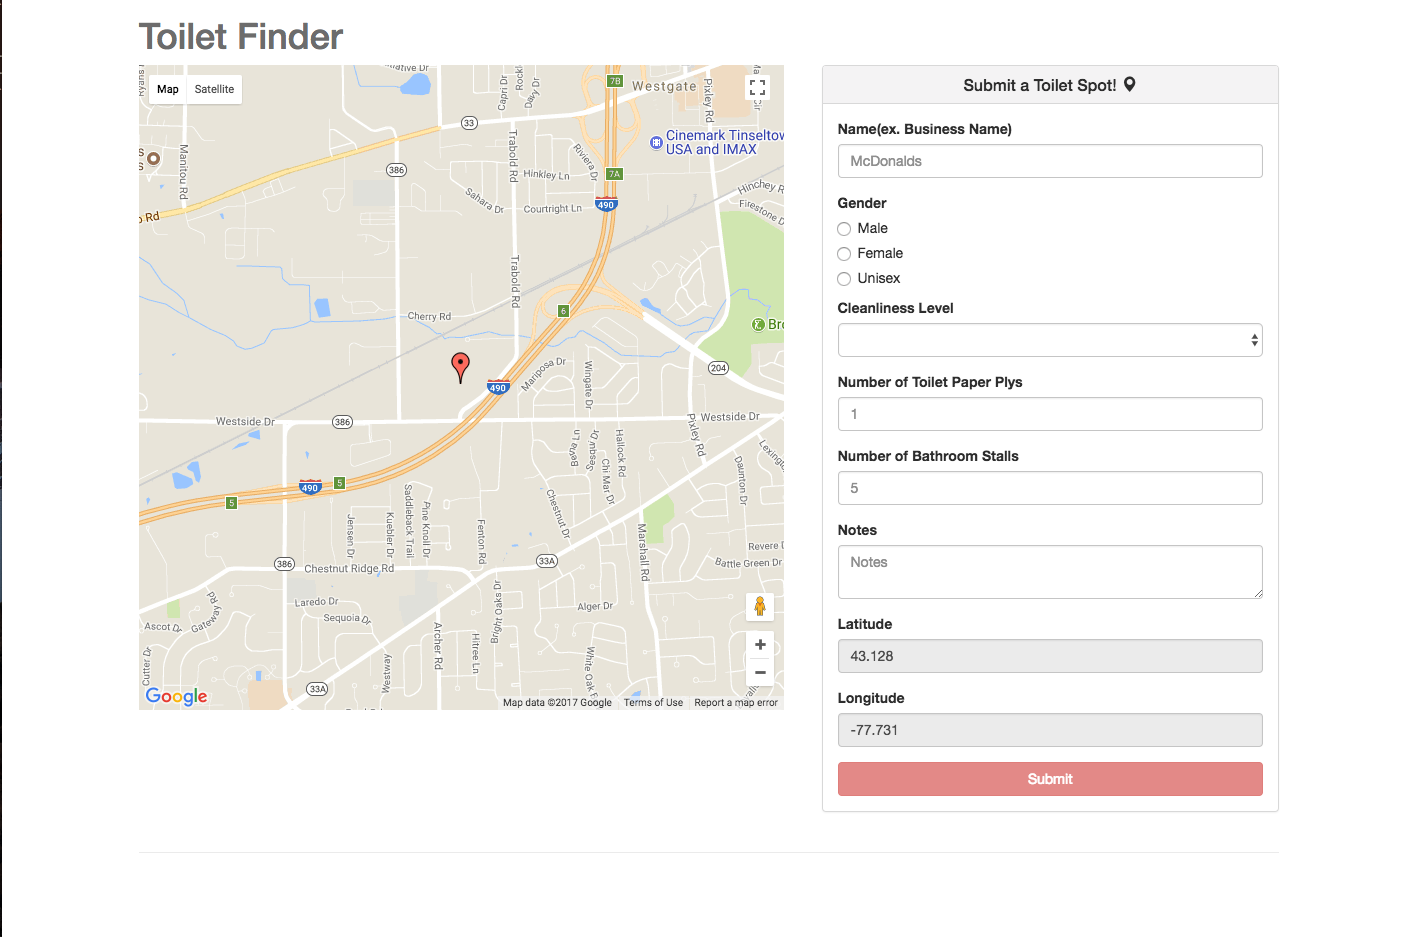 Toilet Finder
Map
Satellite
Westgate
Cinemark Tinseltow
USA and IMAX
Capri Dr
Davy Dr
Pixley Rd
7B
33
Manitou Rd
386
Trabold Rd
Riviera Dr
Hinkley Ln
7A
Sahara Dr
Courtright Ln
490
Hinchey R
Firestone D
o Rd
Trabold Rd
6
Cherry Rd
Bro
204
Mariposa Dr
Wingate Dr
490
Westside Dr
386
Westside Dr
Pixley Rd
Buena Ln
Hallock Rd
Chi Mar Dr
Lexing
Daunton Dr
490
5
5
Saddleback Trail
Pine Knoll Dr
Kuebler Dr
Jensen Dr
Fenton Rd
Chestnut Dr
Marshall Rd
Revere D
Battle Green Dr
33A
386
Chestnut Ridge Rd
Laredo Dr
Sequoia Dr
Gateway Rd
Ascot Dr
Bright Oaks Dr
Alger Dr
Archer Rd
Hitree Ln
Westway
Cutter Dr
White Oak
33A
Google
Map data ©2017 Google
Terms of Use
Report a map error
Submit a Toilet Spot!
Name(ex. Business Name)
McDonalds
Gender
Male
Female
Unisex
Cleanliness Level
Number of Toilet Paper Plys
1
Number of Bathroom Stalls
5
Notes
Notes
Latitude
43.128
Longitude
-77.731
Submit